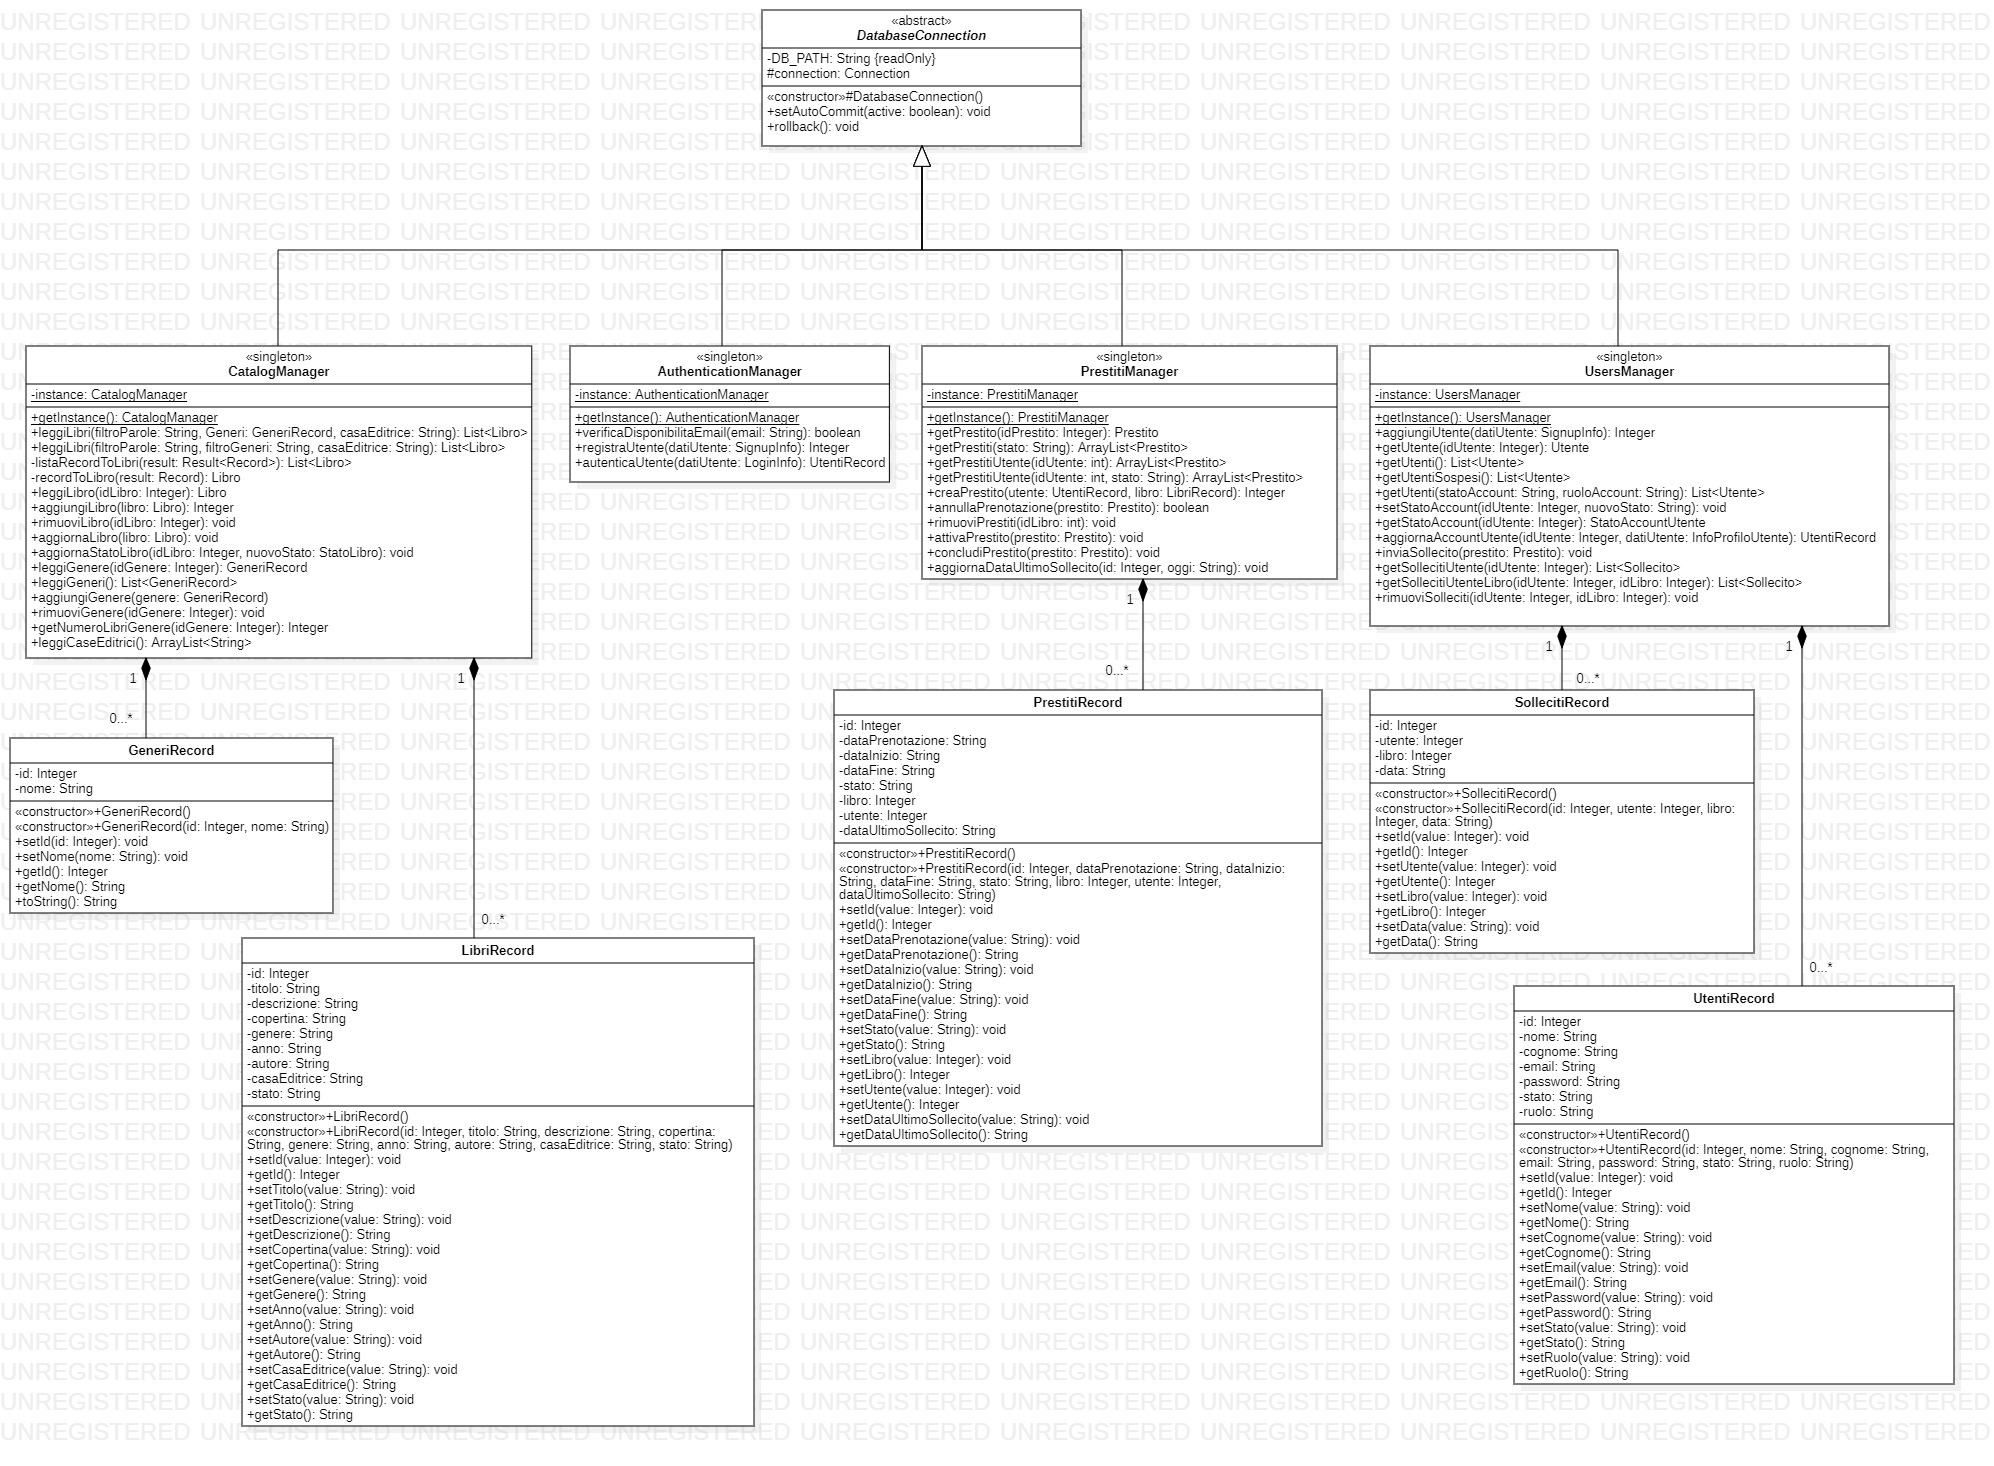 «abstract»
DatabaseConnection
-DB_PATH: String {readOnly}
#connection: Connection
«constructor»#DatabaseConnection()
+setAutoCommit(active: boolean): void
+rollback(): void
«singleton»
CatalogManager
-instance: CatalogManager
+getInstance(): CatalogManager
+leggiLibri(filtroParole: String, Generi: GeneriRecord, casaEditrice: String): List<Libro>
+leggiLibri(filtroParole: String, filtroGeneri: String, casaEditrice: String): List<Libro>
-listaRecordToLibri(result: Result<Record>): List<Libro>
-recordToLibro(result: Record): Libro
+leggiLibro(idLibro: Integer): Libro
+aggiungiLibro(libro: Libro): Integer
+rimuoviLibro(idLibro: Integer): void
+aggiornaLibro(libro: Libro): void
+aggiornaStatoLibro(idLibro: Integer, nuovoStato: StatoLibro): void
+leggiGenere(idGenere: Integer): GeneriRecord
+leggiGeneri(): List<GeneriRecord>
+aggiungiGenere(genere: GeneriRecord)
+rimuoviGenere(idGenere: Integer): void
+getNumeroLibriGenere(idGenere: Integer): Integer
+leggiCaseEditrici(): ArrayList<String>
«singleton»
AuthenticationManager
-instance: AuthenticationManager
+getInstance(): AuthenticationManager
+verificaDisponibilitaEmail(email: String): boolean
+registraUtente(datiUtente: SignupInfo): Integer
+autenticaUtente(datiUtente: LoginInfo): UtentiRecord
«singleton»
PrestitiManager
-instance: PrestitiManager
+getInstance(): PrestitiManager
+getPrestito(idPrestito: Integer): Prestito
+getPrestiti(stato: String): ArrayList<Prestito>
+getPrestitiUtente(idUtente: int): ArrayList<Prestito>
+getPrestitiUtente(idUtente: int, stato: String): ArrayList<Prestito>
+creaPrestito(utente: UtentiRecord, libro: LibriRecord): Integer
+annullaPrenotazione(prestito: Prestito): boolean
+rimuoviPrestiti(idLibro: int): void
+attivaPrestito(prestito: Prestito): void
+concludiPrestito(prestito: Prestito): void
+aggiornaDataUltimoSollecito(id: Integer, oggi: String): void
«singleton»
UsersManager
-instance: UsersManager
+getInstance(): UsersManager
+aggiungiUtente(datiUtente: SignupInfo): Integer
+getUtente(idUtente: Integer): Utente
+getUtenti(): List<Utente>
+getUtentiSospesi(): List<Utente>
+getUtenti(statoAccount: String, ruoloAccount: String): List<Utente>
+setStatoAccount(idUtente: Integer, nuovoStato: String): void
+getStatoAccount(idUtente: Integer): StatoAccountUtente
+aggiornaAccountUtente(idUtente: Integer, datiUtente: InfoProfiloUtente): UtentiRecord
+inviaSollecito(prestito: Prestito): void
+getSollecitiUtente(idUtente: Integer): List<Sollecito>
+getSollecitiUtenteLibro(idUtente: Integer, idLibro: Integer): List<Sollecito>
+rimuoviSolleciti(idUtente: Integer, idLibro: Integer): void
1
0...*
1
0...*
1
0...*
1
0...*
1
0...*
GeneriRecord
-id: Integer
-nome: String
«constructor»+GeneriRecord()
«constructor»+GeneriRecord(id: Integer, nome: String)
+setId(id: Integer): void
+setNome(nome: String): void
+getId(): Integer
+getNome(): String
+toString(): String
LibriRecord
-id: Integer
-titolo: String
-descrizione: String
-copertina: String
-genere: String
-anno: String
-autore: String
-casaEditrice: String
-stato: String
«constructor»+LibriRecord()
«constructor»+LibriRecord(id: Integer, titolo: String, descrizione: String, copertina:
String, genere: String, anno: String, autore: String, casaEditrice: String, stato: String)
+setId(value: Integer): void
+getId(): Integer
+setTitolo(value: String): void
+getTitolo(): String
+setDescrizione(value: String): void
+getDescrizione(): String
+setCopertina(value: String): void
+getCopertina(): String
+setGenere(value: String): void
+getGenere(): String
+setAnno(value: String): void
+getAnno(): String
+setAutore(value: String): void
+getAutore(): String
+setCasaEditrice(value: String): void
+getCasaEditrice(): String
+setStato(value: String): void
+getStato(): String
PrestitiRecord
-id: Integer
-dataPrenotazione: String
-dataInizio: String
-dataFine: String
-stato: String
-libro: Integer
-utente: Integer
-dataUltimoSollecito: String
«constructor»+PrestitiRecord()
«constructor»+PrestitiRecord(id: Integer, dataPrenotazione: String, dataInizio:
String, dataFine: String, stato: String, libro: Integer, utente: Integer,
dataUltimoSollecito: String)
+setId(value: Integer): void
+getId(): Integer
+setDataPrenotazione(value: String): void
+getDataPrenotazione(): String
+setDataInizio(value: String): void
+getDataInizio(): String
+setDataFine(value: String): void
+getDataFine(): String
+setStato(value: String): void
+getStato(): String
+setLibro(value: Integer): void
+getLibro(): Integer
+setUtente(value: Integer): void
+getUtente(): Integer
+setDataUltimoSollecito(value: String): void
+getDataUltimoSollecito(): String
SollecitiRecord
-id: Integer
-utente: Integer
-libro: Integer
-data: String
«constructor»+SollecitiRecord()
«constructor»+SollecitiRecord(id: Integer, utente: Integer, libro:
Integer, data: String)
+setId(value: Integer): void
+getId(): Integer
+setUtente(value: Integer): void
+getUtente(): Integer
+setLibro(value: Integer): void
+getLibro(): Integer
+setData(value: String): void
+getData(): String
UtentiRecord
-id: Integer
-nome: String
-cognome: String
-email: String
-password: String
-stato: String
-ruolo: String
«constructor»+UtentiRecord()
«constructor»+UtentiRecord(id: Integer, nome: String, cognome: String,
email: String, password: String, stato: String, ruolo: String)
+setId(value: Integer): void
+getId(): Integer
+setNome(value: String): void
+getNome(): String
+setCognome(value: String): void
+getCognome(): String
+setEmail(value: String): void
+getEmail(): String
+setPassword(value: String): void
+getPassword(): String
+setStato(value: String): void
+getStato(): String
+setRuolo(value: String): void
+getRuolo(): String